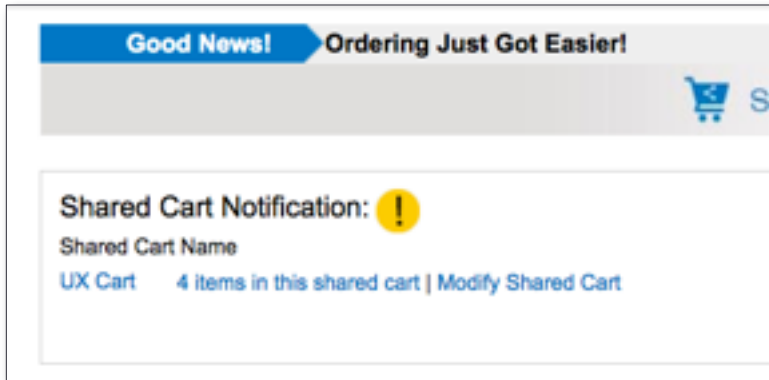 Good News! Ordering Just Got Easier!
S
Shared Cart Notification: !
Shared Cart Name
UX Cart 4 items in this shared cart | Modify Shared Cart